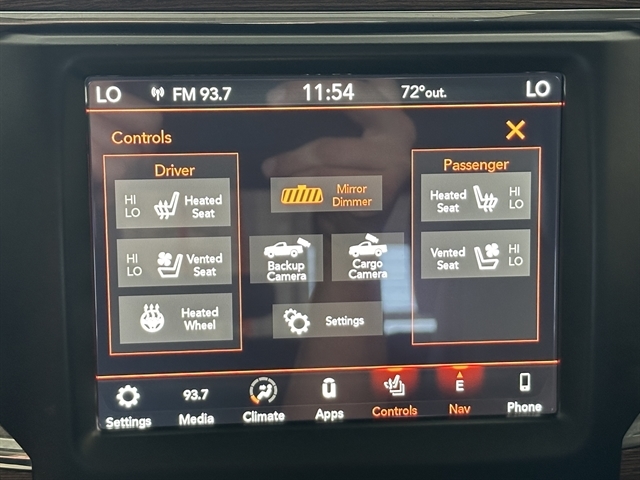 LO FM 93.7 11:54 72°out. LO
Controls
Driver
HI
LO
Heated
Seat
HI
LO
Vented
Seat
Heated
Wheel
Mirror
Dimmer
Backup
Camera
Cargo
Camera
Settings
Passenger
Heated
Seat
HI
LO
Vented
Seat
HI
LO
93.7 E
Settings Media Climate Apps Controls Nav Phone